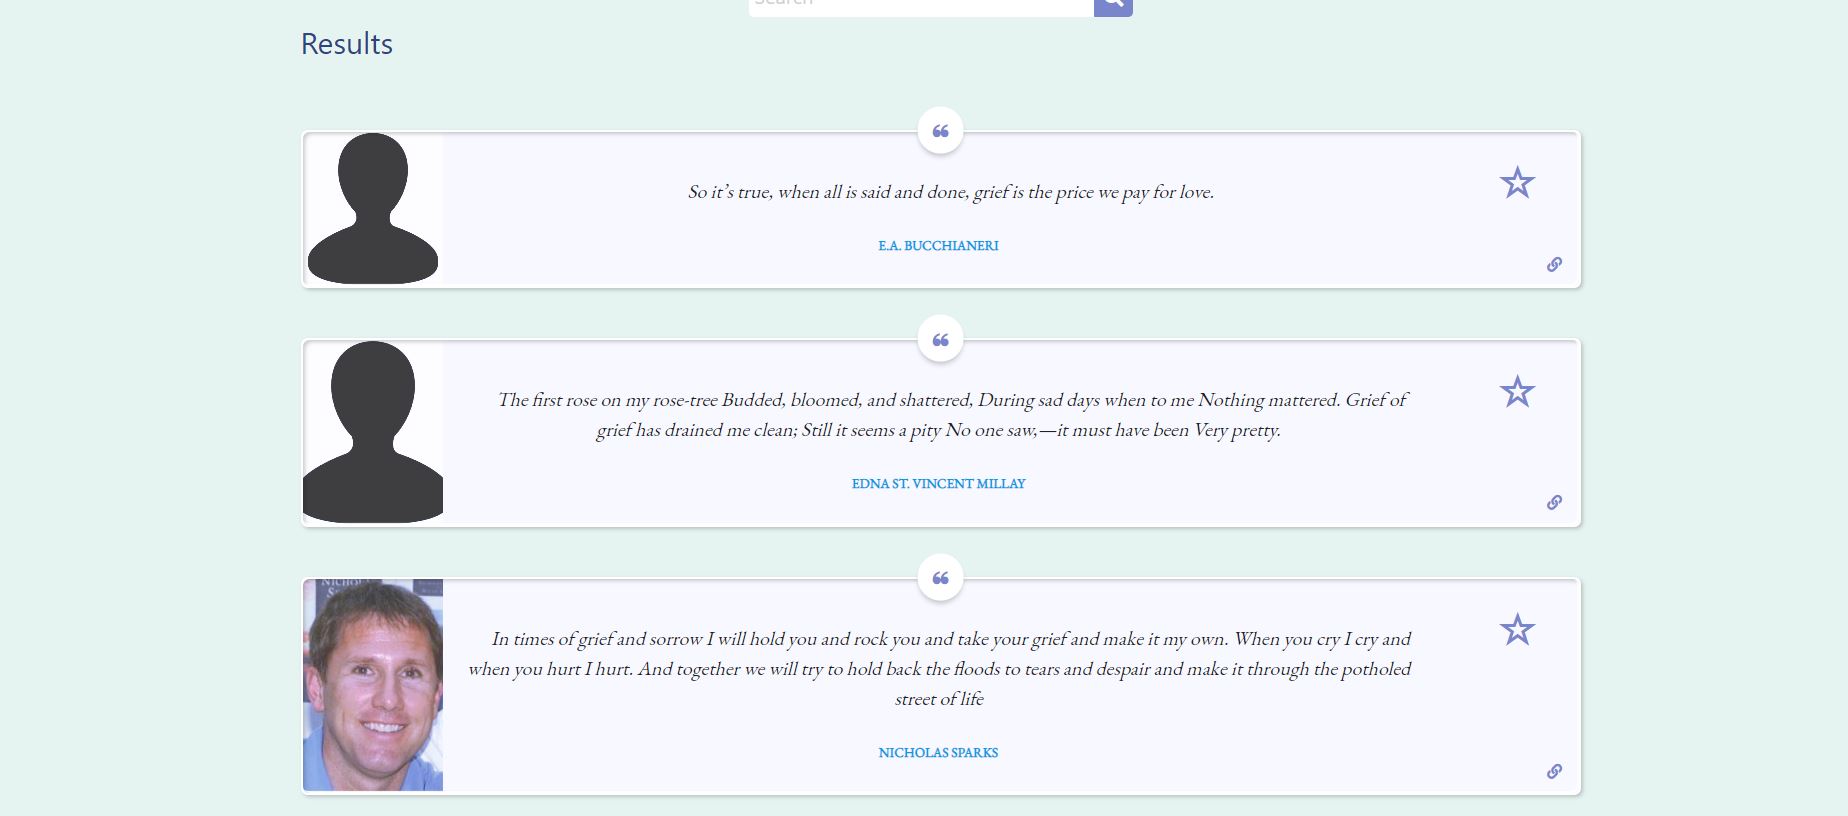 Search
Results
So it’s true, when all is said and done, grief is the price we pay for love.
E.A. BUCCHIANERI
The first rose on my rose-tree Budded, bloomed, and shattered, During sad days when to me Nothing mattered. Grief of
grief has drained me clean; Still it seems a pity No one saw,—it must have been Very pretty.
EDNA ST. VINCENT MILLAY
In times of grief and sorrow I will hold you and rock you and take your grief and make it my own. When you cry I cry and
when you hurt I hurt. And together we will try to hold back the floods to tears and despair and make it through the potholed
street of life
NICHOLAS SPARKS